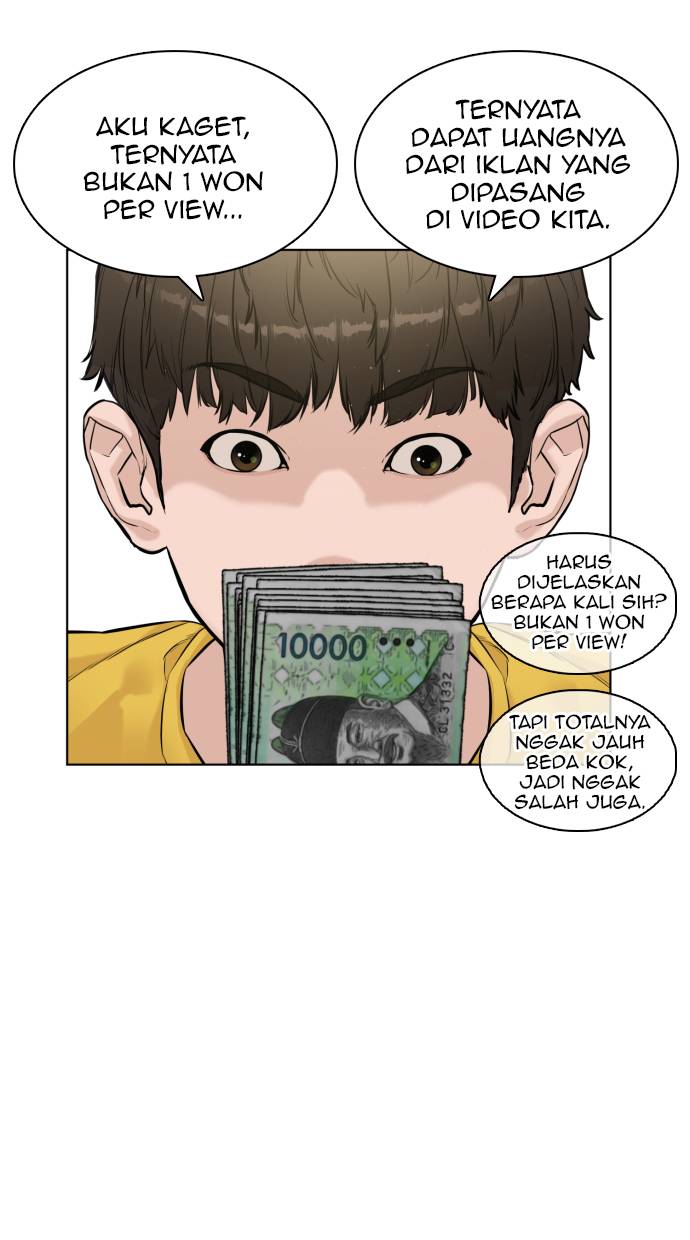 AKU KAGET,
TERNYATA
BUKAN 1 WON
PER VIEW...
TERNYATA
DAPAT UANGNYA
DARI IKLAN YANG
DIPASANG
DI VIDEO KITA.
HARUS
DIJELASKAN
BERAPA KALI SIH?
BUKAN 1 WON
PER VIEW!
10000
CL 31332
TAPI TOTALNYA
NGGAK JAUH
BEDA KOK,
JADI NGGAK
SALAH JUGA.